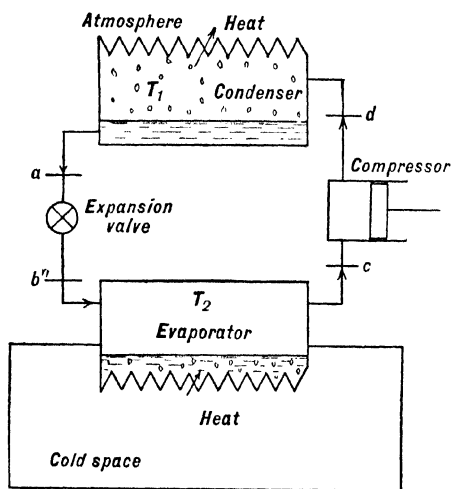 Atmosphere
Heat
T₁
Condenser
d
Compressor
a
Expansion
valve
b"
c
T₂
Evaporator
Heat
Cold space